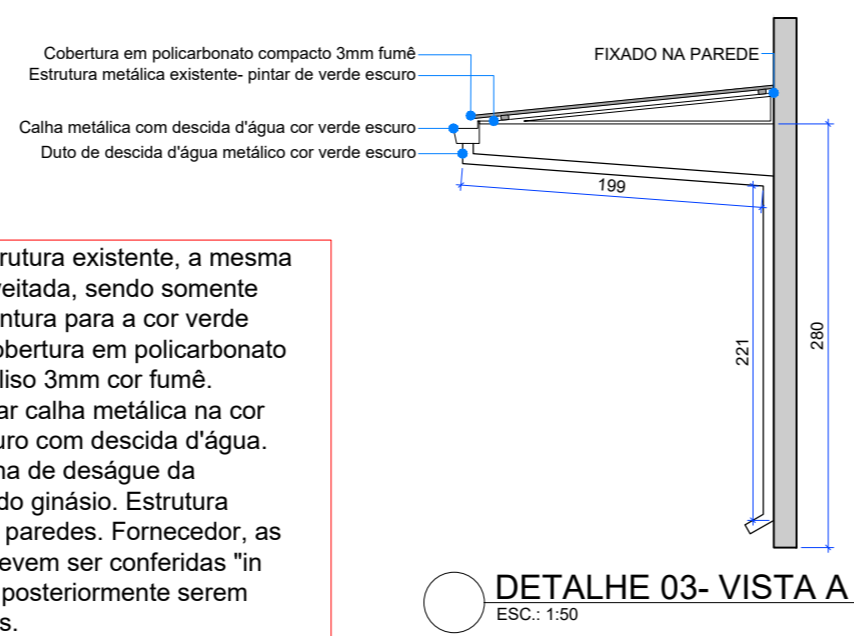 Cobertura em policarbonato compacto 3mm fumê
FIXADO NA PAREDE
Estrutura metálica existente- pintar de verde escuro
Calha metálica com descida d'água cor verde escuro
Duto de descida d'água metálico cor verde escuro
199
221
280
rutura existente, a mesma
eitada, sendo somente
ntura para a cor verde
obertura em policarbonato
liso 3mm cor fumê.
ar calha metálica na cor
uro com descida d'água.
na de deságue da
do ginásio. Estrutura
paredes. Fornecedor, as
evem ser conferidas "in
posteriormente serem
s.
DETALHE 03- VISTA A
ESC.: 1:50